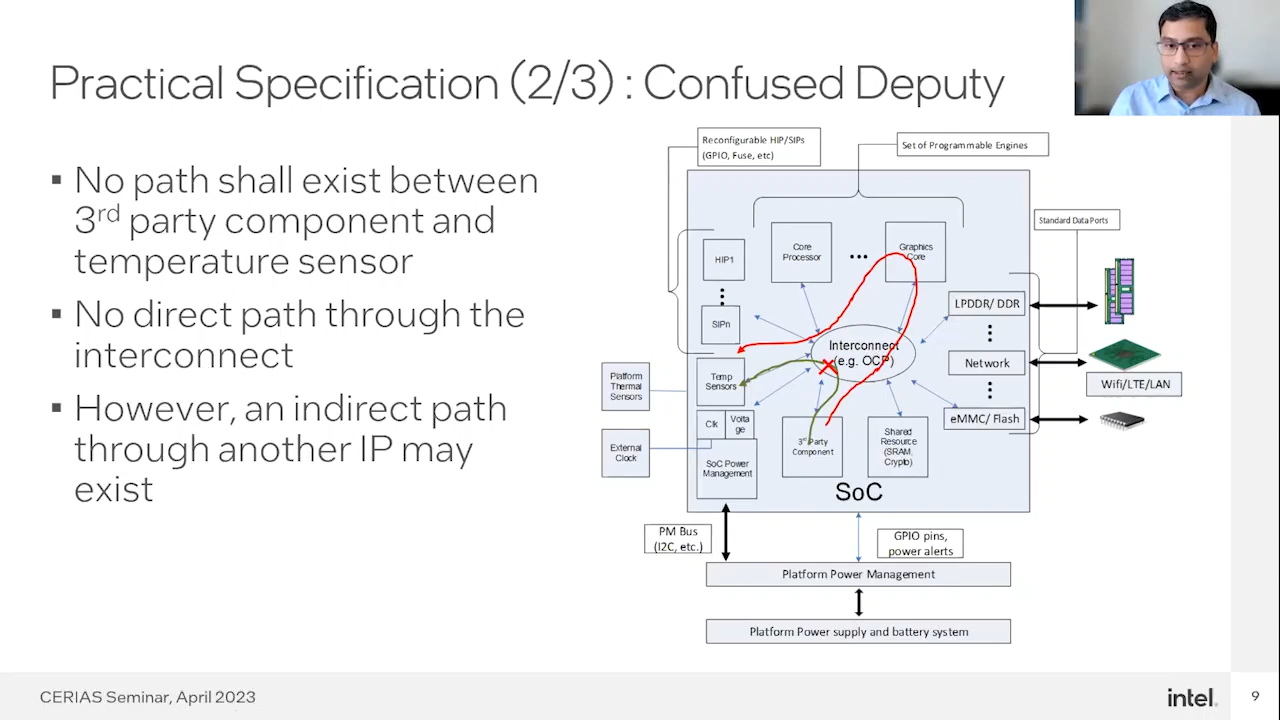 Practical Specification (2/3) : Confused Deputy
▪ No path shall exist between
3rd party component and
temperature sensor
▪ No direct path through the
interconnect
▪ However, an indirect path
through another IP may
exist
Reconfigurable HIP/SIPs
(GPIO, Fuse, etc)
Set of Programmable Engines
Standard Data Ports
HIP1
Core
Processor
Graphics
Core
SIPn
LPDDR/ DDR
Interconnect
(e.g. OCP)
Network
Wifi/LTE/LAN
Platform
Thermal
Sensors
Temp
Sensors
eMMC/ Flash
External
Clock
Clk
Volta
ge
SoC Power
Management
3rd Party
Component
Shared
Resource
(SRAM,
Crypto)
SoC
PM Bus
(I2C, etc.)
GPIO pins,
power alerts
Platform Power Management
Platform Power supply and battery system
CERIAS Seminar, April 2023
intel.
9